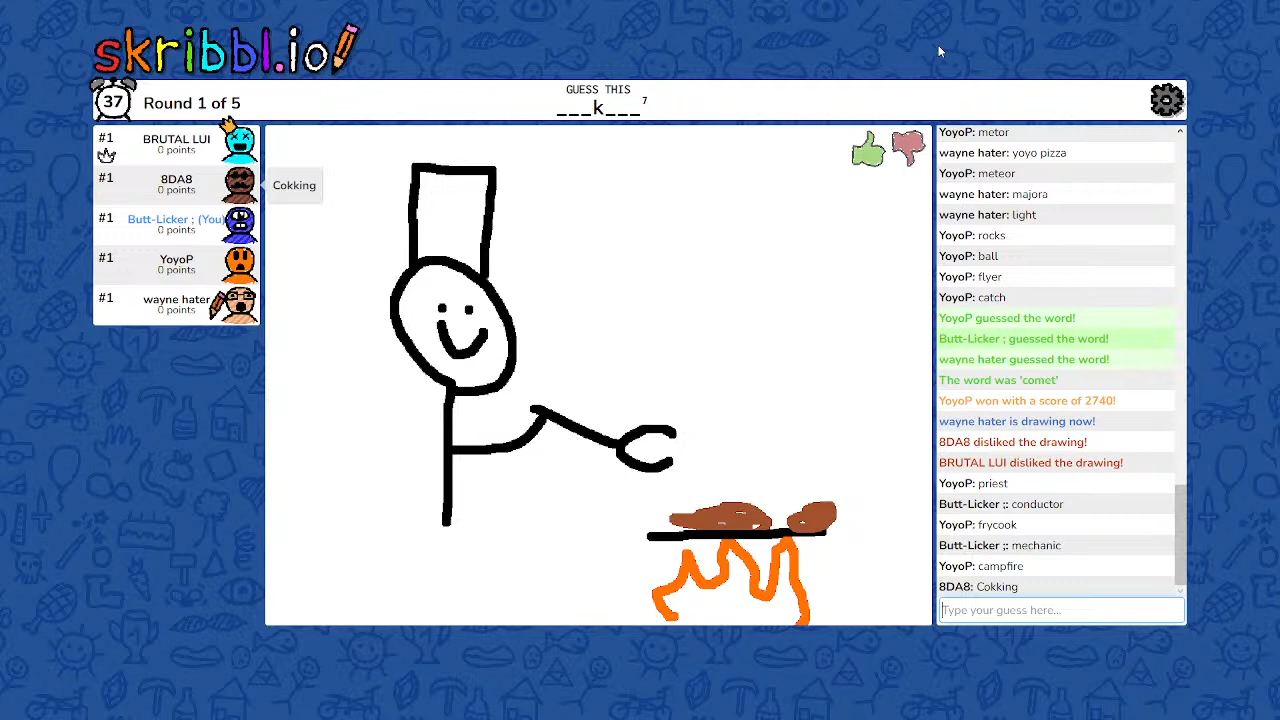 skribbl.io
37
Round 1 of 5
GUESS THIS
___k___ 7
#1 BRUTAL LUI
0 points
#1 8DA8
0 points
Cokking
#1 Butt-Licker ; (You)
0 points
#1 YoyoP
0 points
#1 wayne hater
0 points
YoyoP: metor
wayne hater: yoyo pizza
YoyoP: meteor
wayne hater: majora
wayne hater: light
YoyoP: rocks
YoyoP: ball
YoyoP: flyer
YoyoP: catch
YoyoP guessed the word!
Butt-Licker ; guessed the word!
wayne hater guessed the word!
The word was 'comet'
YoyoP won with a score of 2740!
wayne hater is drawing now!
8DA8 disliked the drawing!
BRUTAL LUI disliked the drawing!
YoyoP: priest
Butt-Licker ;: conductor
YoyoP: frycook
Butt-Licker ;: mechanic
YoyoP: campfire
8DA8: Cokking
Type your guess here...